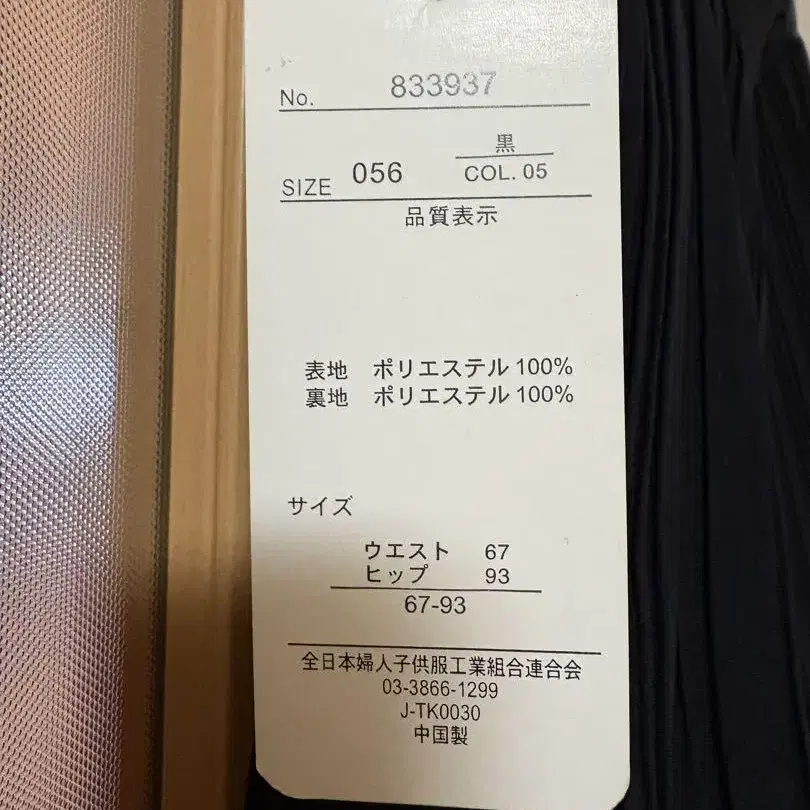 No. 833937
黒
SIZE 056 COL. 05
品質表示
表地 ポリエステル 100%
裏地 ポリエステル 100%
サイズ
ウエスト 67
ヒップ 93
67-93
全日本婦人子供服工業組合連合会
03-3866-1299
J-TK0030
中国製